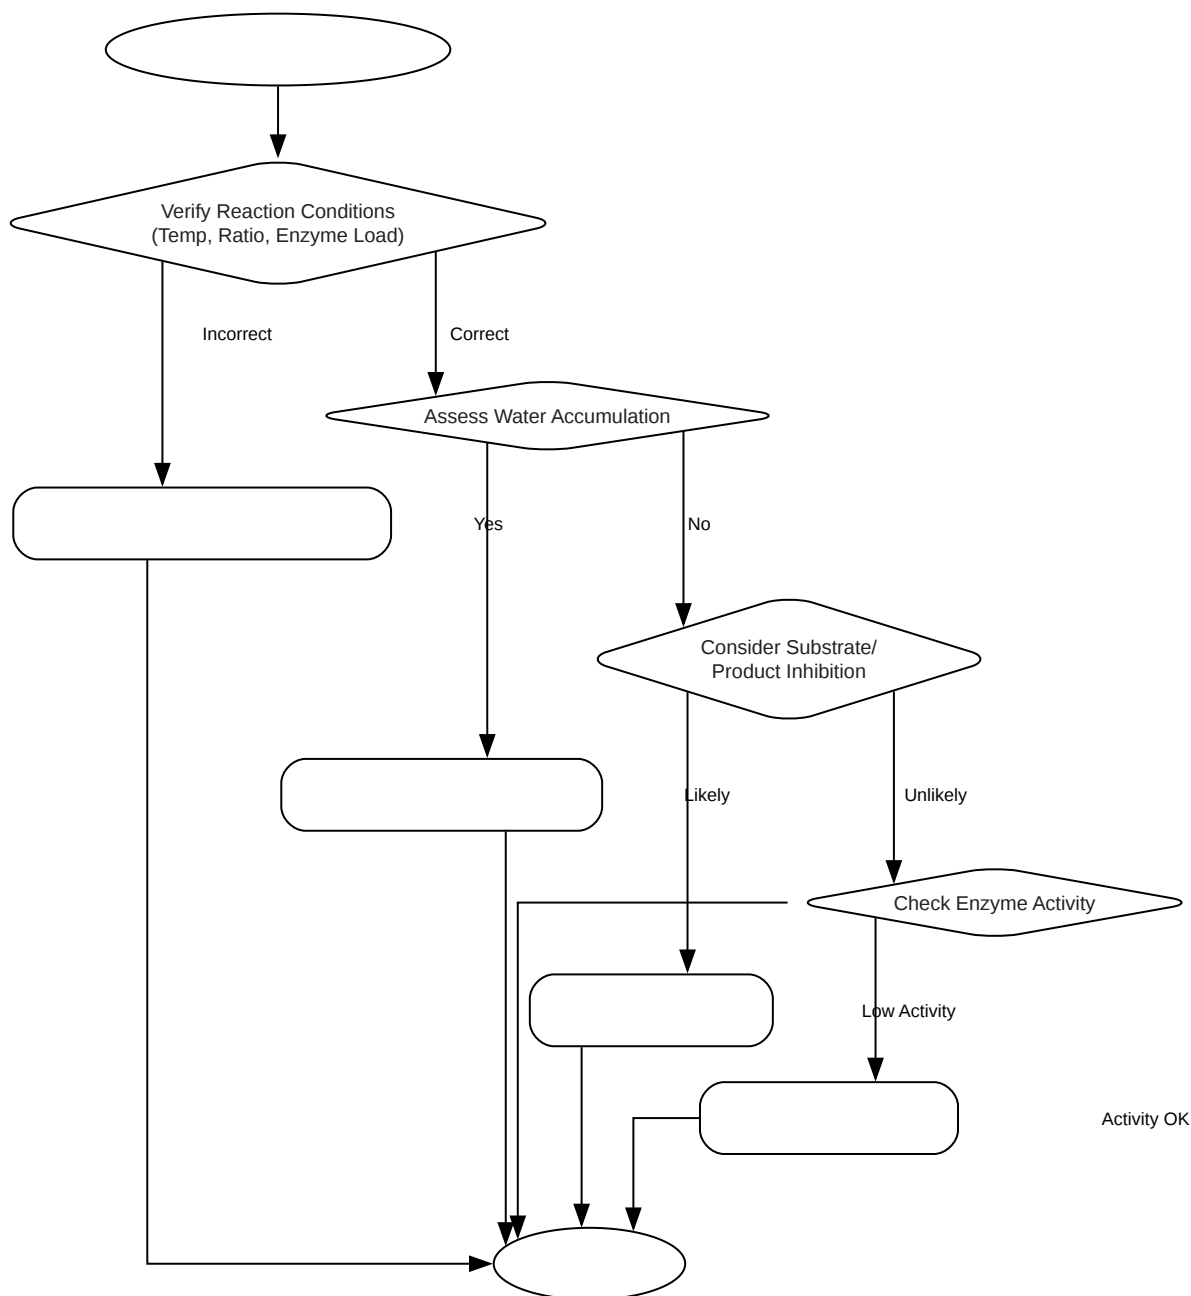 Verify Reaction Conditions
(Temp, Ratio, Enzyme Load)
Incorrect
Correct
Assess Water Accumulation
Yes
No
Consider Substrate/
Product Inhibition
Likely
Unlikely
Check Enzyme Activity
Low Activity
Activity OK